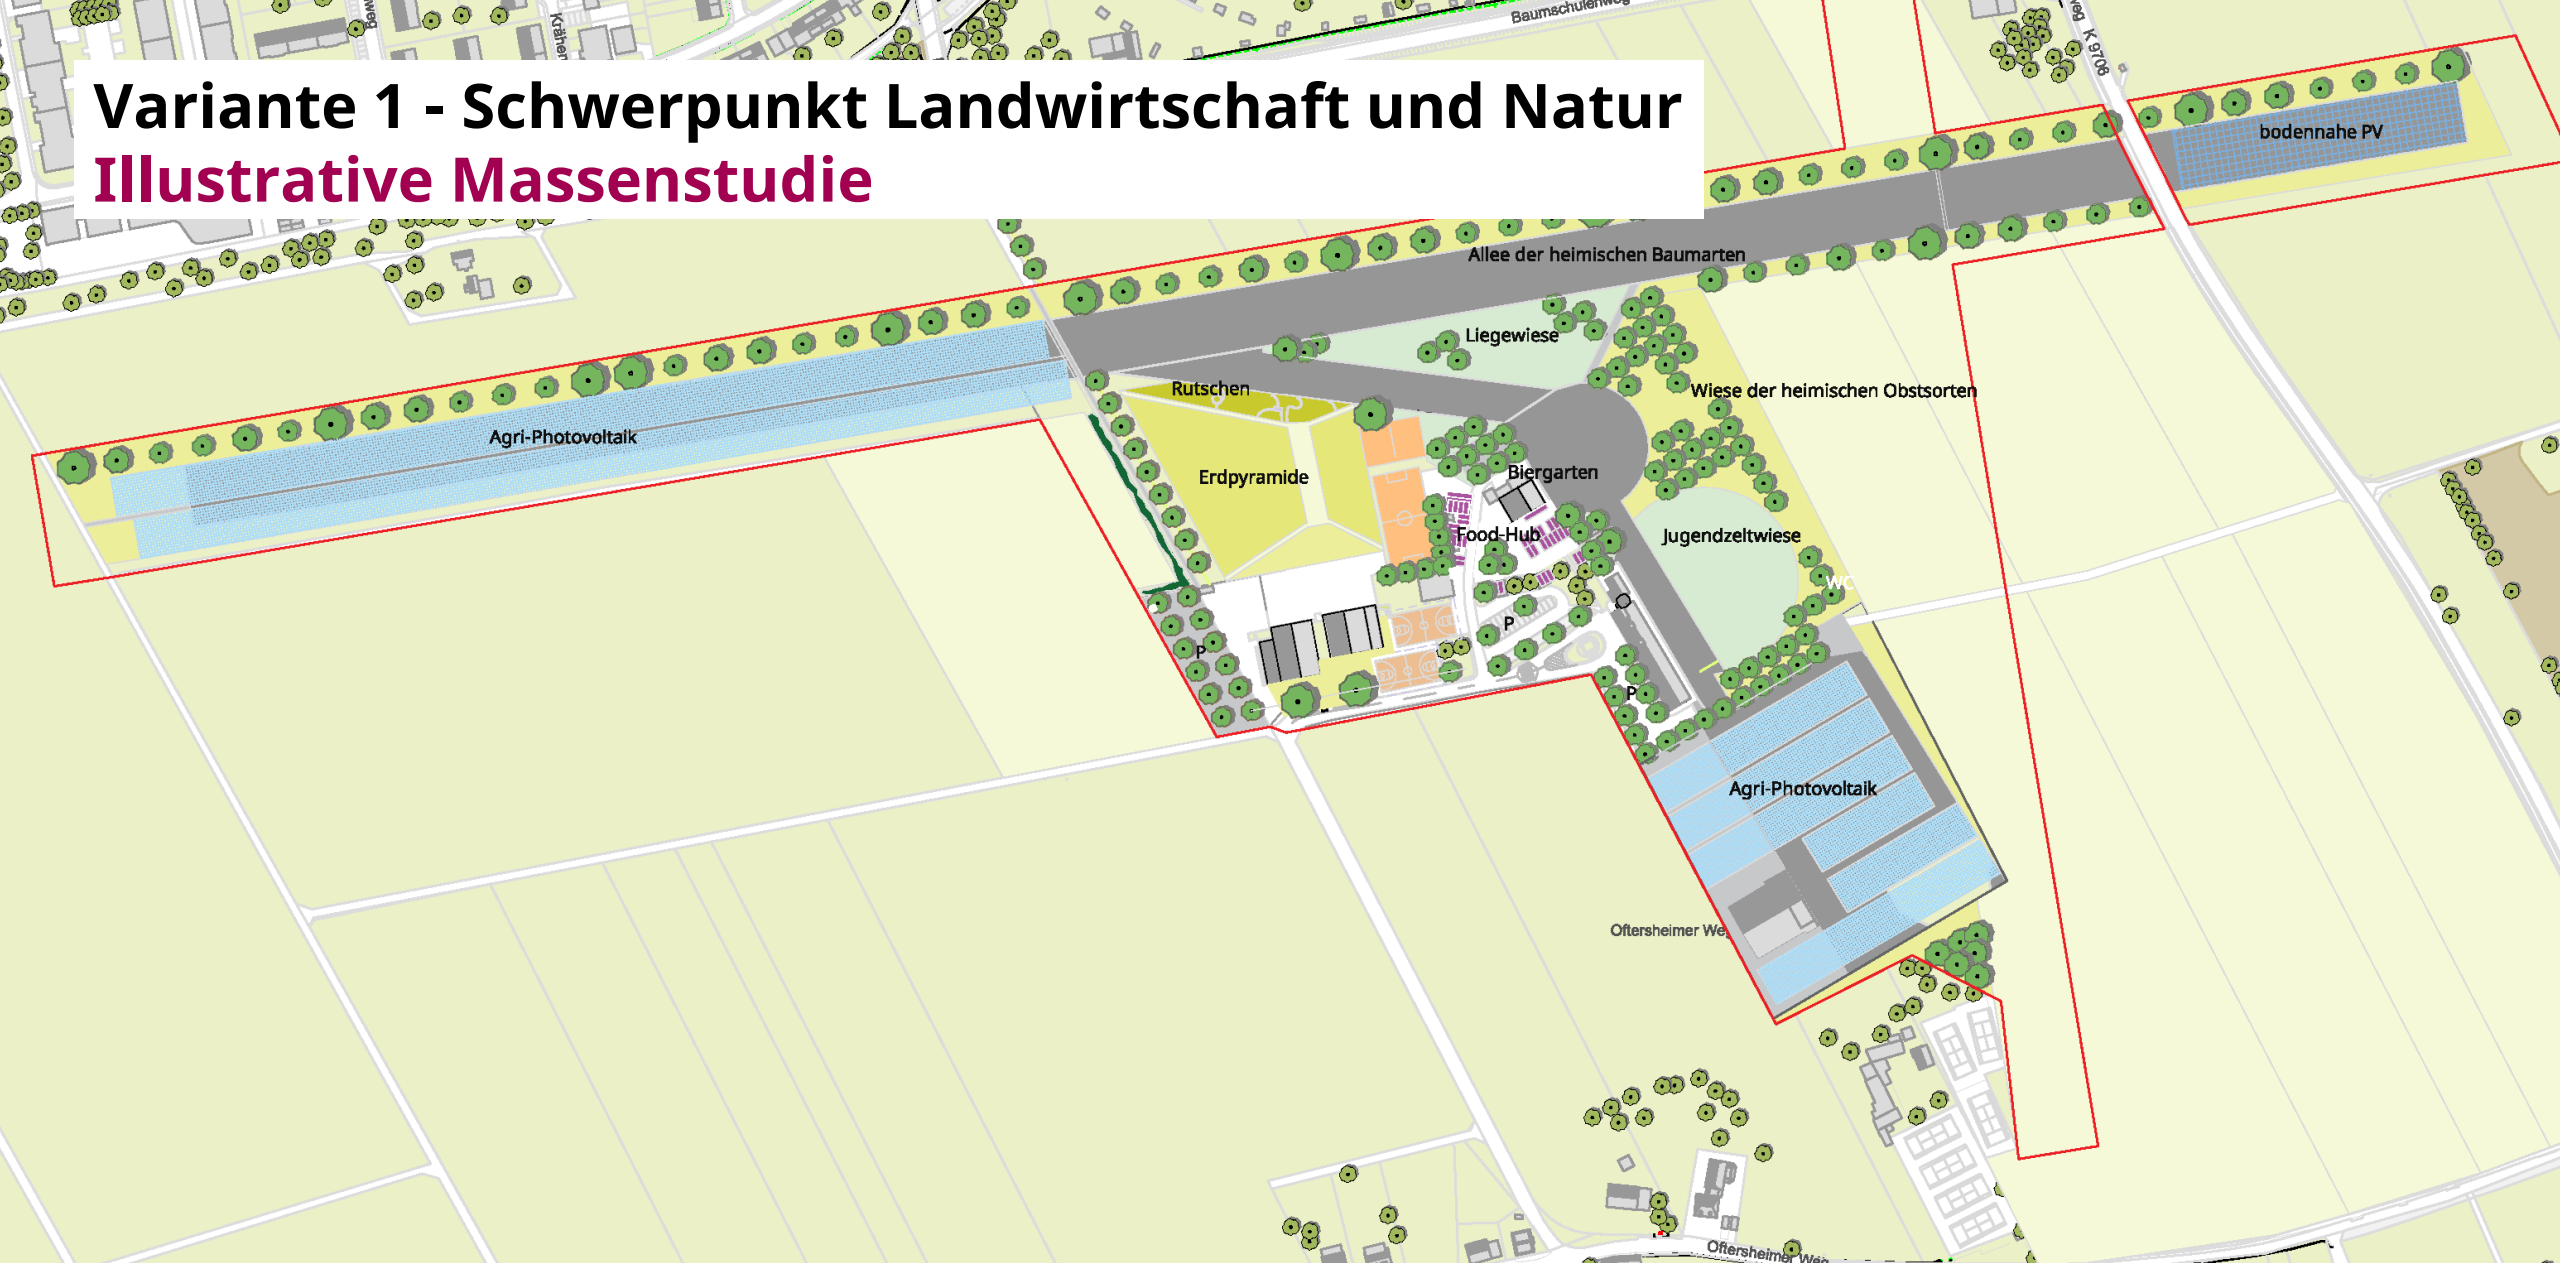 Baumschulenweg
K 9706
Variante 1 - Schwerpunkt Landwirtschaft und Natur
Illustrative Massenstudie
bodennahe PV
Allee der heimischen Baumarten
Liegewiese
Rutschen
Wiese der heimischen Obstsorten
Agri-Photovoltaik
Erdpyramide
Biergarten
Food-Hub
Jugendzeltwiese
WC
P
P
P
Agri-Photovoltaik
Oftersheimer Weg
Oftersheimer Weg